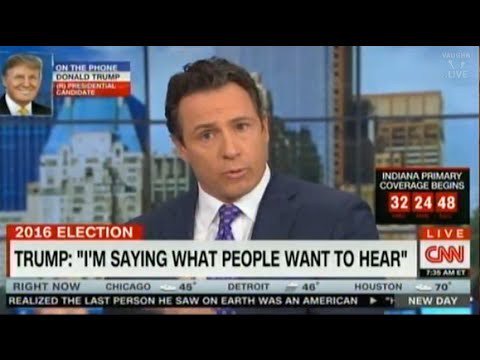 ON THE PHONE
DONALD TRUMP
(R) PRESIDENTIAL
CANDIDATE
VAUGHN
LIVE
INDIANA PRIMARY
COVERAGE BEGINS
32 24 48
2016 ELECTION
LIVE
TRUMP: "I'M SAYING WHAT PEOPLE WANT TO HEAR"
CNN
7:35 AM ET
RIGHT NOW CHICAGO 45° DETROIT 46° HOUSTON 70°
REALIZED THE LAST PERSON HE SAW ON EARTH WAS AN AMERICAN NEW DAY